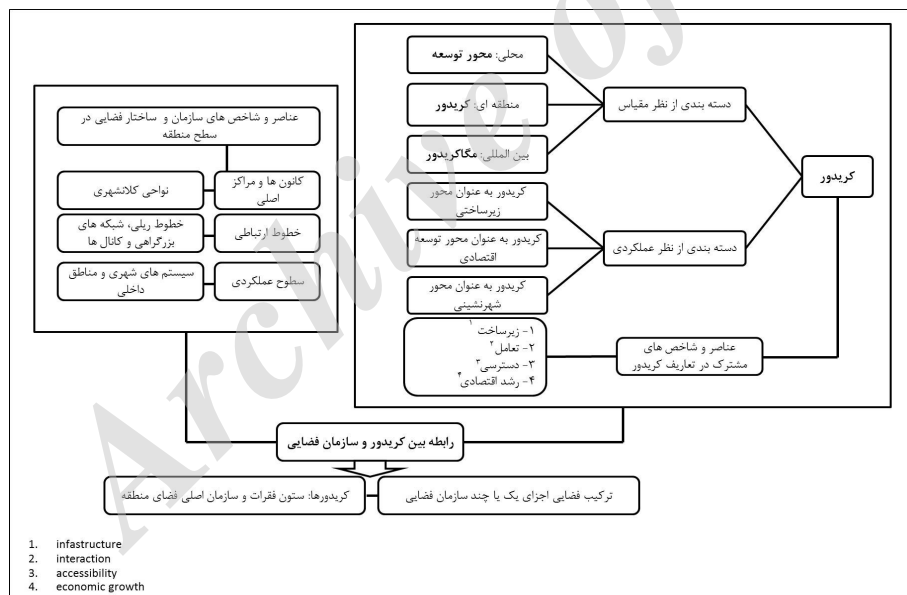 کریدور
دسته بندی از نظر مقیاس
محلی: محور توسعه
منطقه ای: کریدور
بین المللی: مگاکریدور
دسته بندی از نظر عملکردی
کریدور به عنوان محور
زیرساختی
کریدور به عنوان محور توسعه
اقتصادی
کریدور به عنوان محور
شهرنشینی
عناصر و شاخص های
مشترک در تعاریف کریدور
۱- زیرساخت ۱
۲- تعامل ۲
۳- دسترسی ۳
۴- رشد اقتصادی ۴
عناصر و شاخص های سازمان و ساختار فضایی در
سطح منطقه
کانون ها و مراکز
اصلی
نواحی کلانشهری
خطوط ارتباطی
خطوط ریلی، شبکه های
بزرگراهی و کانال ها
سطوح عملکردی
سیستم های شهری و مناطق
داخلی
رابطه بین کریدور و سازمان فضایی
ترکیب فضایی اجزای یک یا چند سازمان فضایی
کریدورها: ستون فقرات و سازمان اصلی فضای منطقه
1. infastructure
2. interaction
3. accessibility
4. economic growth
Archive of